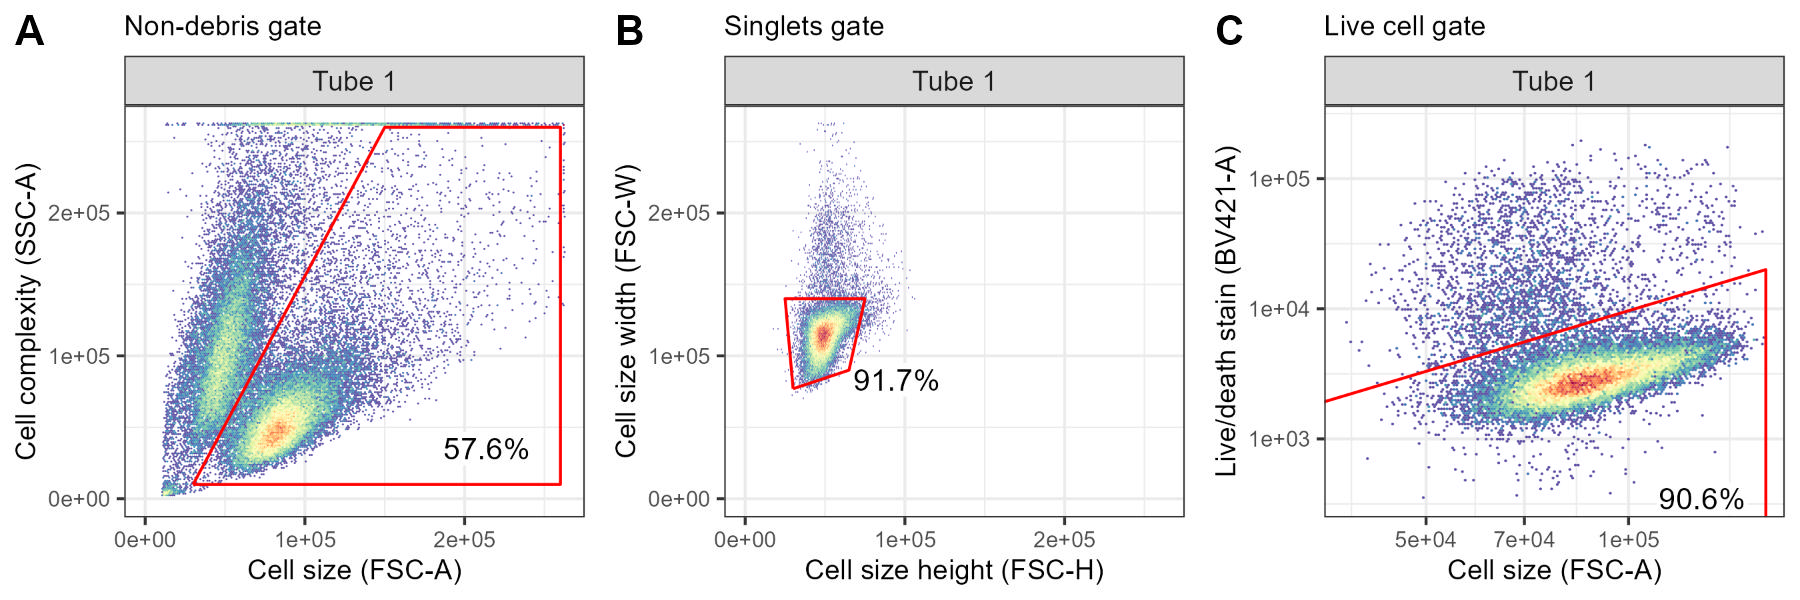 A Non-debris gate
Tube 1
Cell complexity (SSC-A)
2e+05
1e+05
0e+00
57.6%
0e+00 1e+05 2e+05
Cell size (FSC-A)
B Singlets gate
Tube 1
Cell size width (FSC-W)
2e+05
1e+05
0e+00
91.7%
0e+00 1e+05 2e+05
Cell size height (FSC-H)
C Live cell gate
Tube 1
Live/death stain (BV421-A)
1e+05
1e+04
1e+03
90.6%
5e+04 7e+04 1e+05
Cell size (FSC-A)